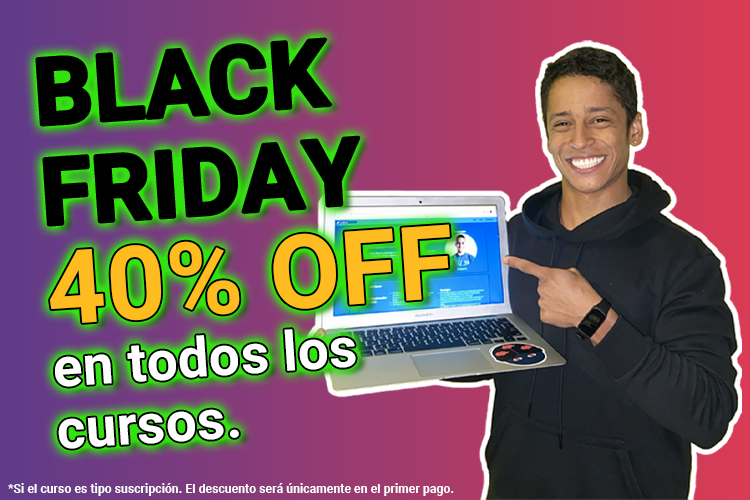 BLACK
FRIDAY
40% OFF
en todos los
cursos.
*Si el curso es tipo suscripción. El descuento será únicamente en el primer pago.